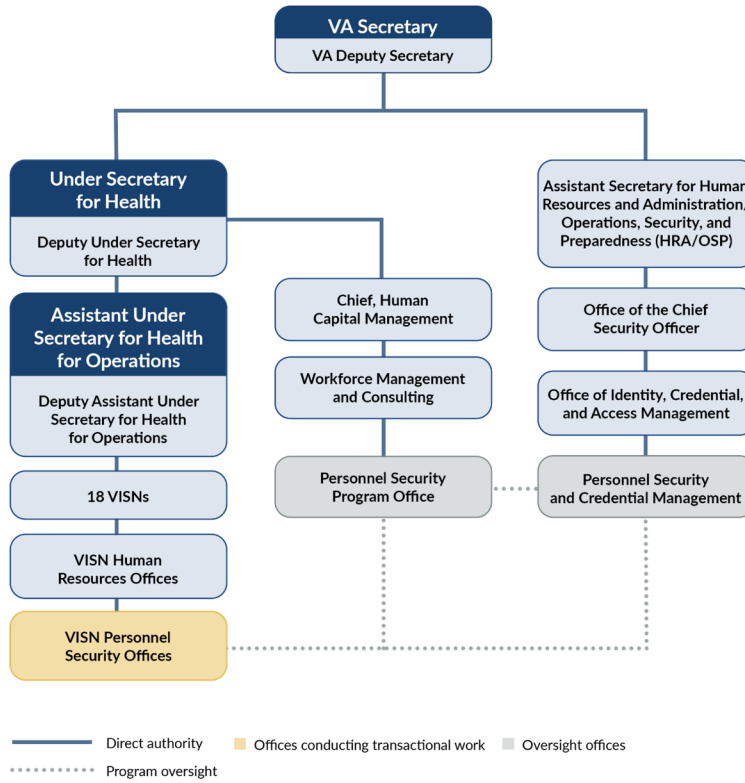 VA Secretary
VA Deputy Secretary
Under Secretary
for Health
Deputy Under Secretary
for Health
Assistant Under
Secretary for Health
for Operations
Deputy Assistant Under
Secretary for Health
for Operations
18 VISNs
VISN Human
Resources Offices
VISN Personnel
Security Offices
Chief, Human
Capital Management
Workforce Management
and Consulting
Personnel Security
Program Office
Assistant Secretary for Human
Resources and Administration/
Operations, Security, and
Preparedness (HRA/OSP)
Office of the Chief
Security Officer
Office of Identity, Credential,
and Access Management
Personnel Security
and Credential Management
Direct authority
Offices conducting transactional work
Oversight offices
Program oversight